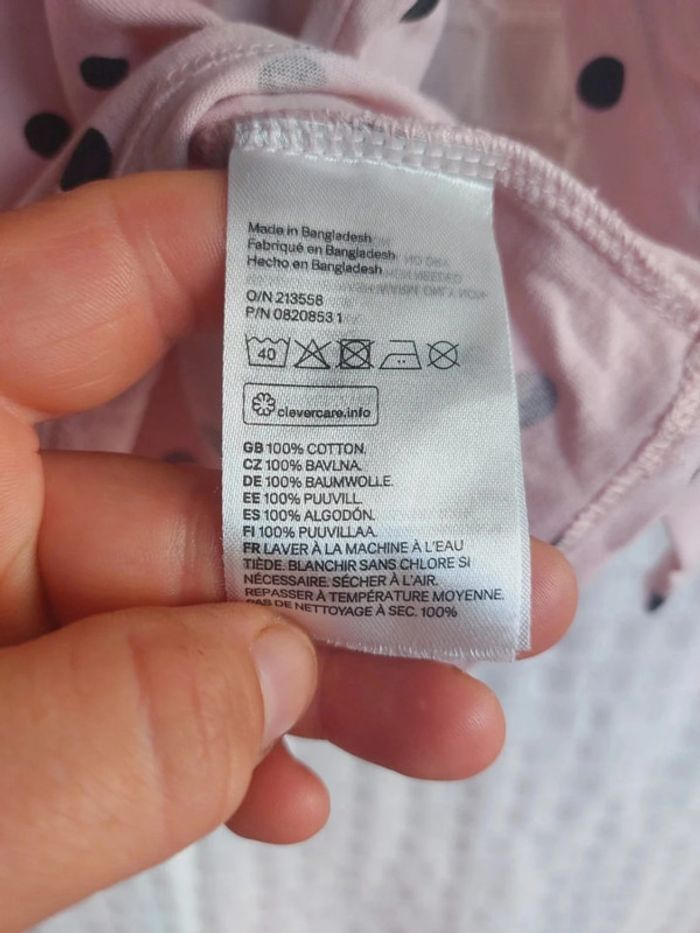 Made in Bangladesh
Fabriqué en Bangladesh
Hecho en Bangladesh
O/N 213558
P/N 0820853 1
40
clevercare.info
GB 100% COTTON.
CZ 100% BAVLNA.
DE 100% BAUMWOLLE.
EE 100% PUUVILL.
ES 100% ALGODÓN.
FI 100% PUUVILLAA.
FR LAVER À LA MACHINE À L'EAU
TIÈDE. BLANCHIR SANS CHLORE SI
NÉCESSAIRE. SÉCHER À L'AIR.
REPASSER À TEMPÉRATURE MOYENNE.
PAS DE NETTOYAGE À SEC. 100%